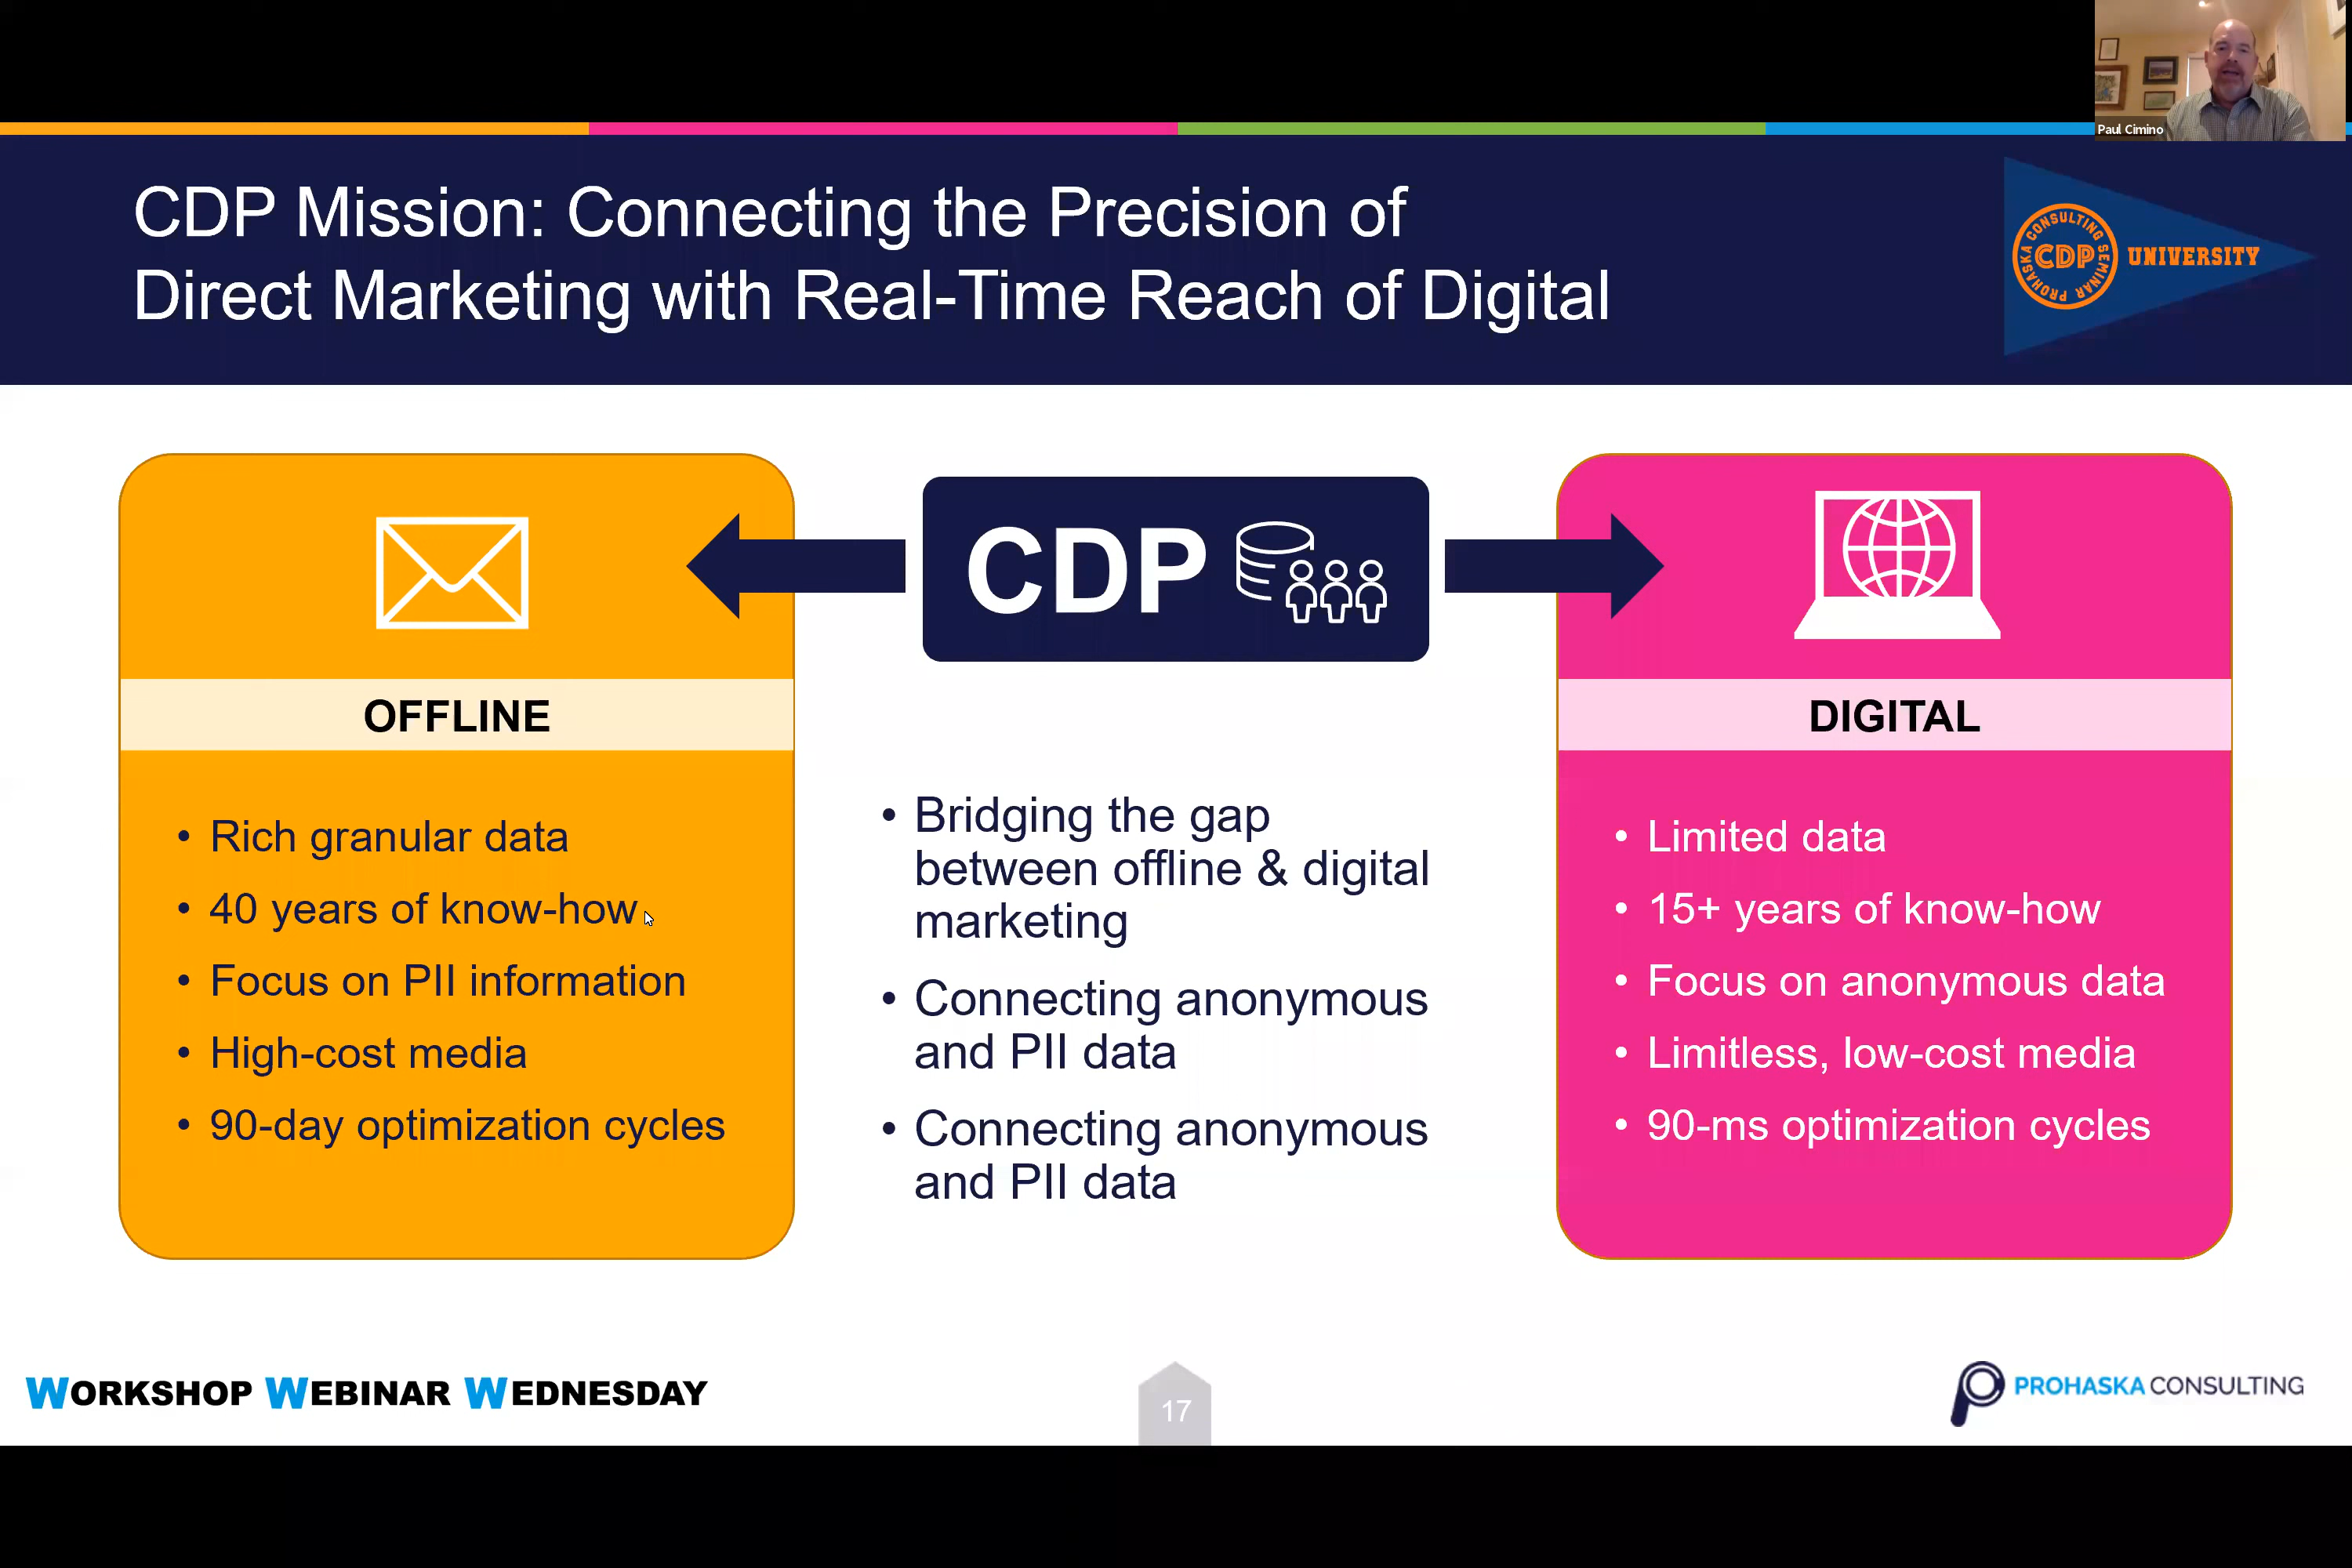 Paul Cimino
CDP Mission: Connecting the Precision of
Direct Marketing with Real-Time Reach of Digital
PROHASKA CONSULTING SEMINAR
CDP
UNIVERSITY
CDP
OFFLINE
• Rich granular data
• 40 years of know-how
• Focus on PII information
• High-cost media
• 90-day optimization cycles
• Bridging the gap
between offline & digital
marketing
• Connecting anonymous
and PII data
• Connecting anonymous
and PII data
DIGITAL
• Limited data
• 15+ years of know-how
• Focus on anonymous data
• Limitless, low-cost media
• 90-ms optimization cycles
WORKSHOP WEBINAR WEDNESDAY
17
PROHASKA CONSULTING